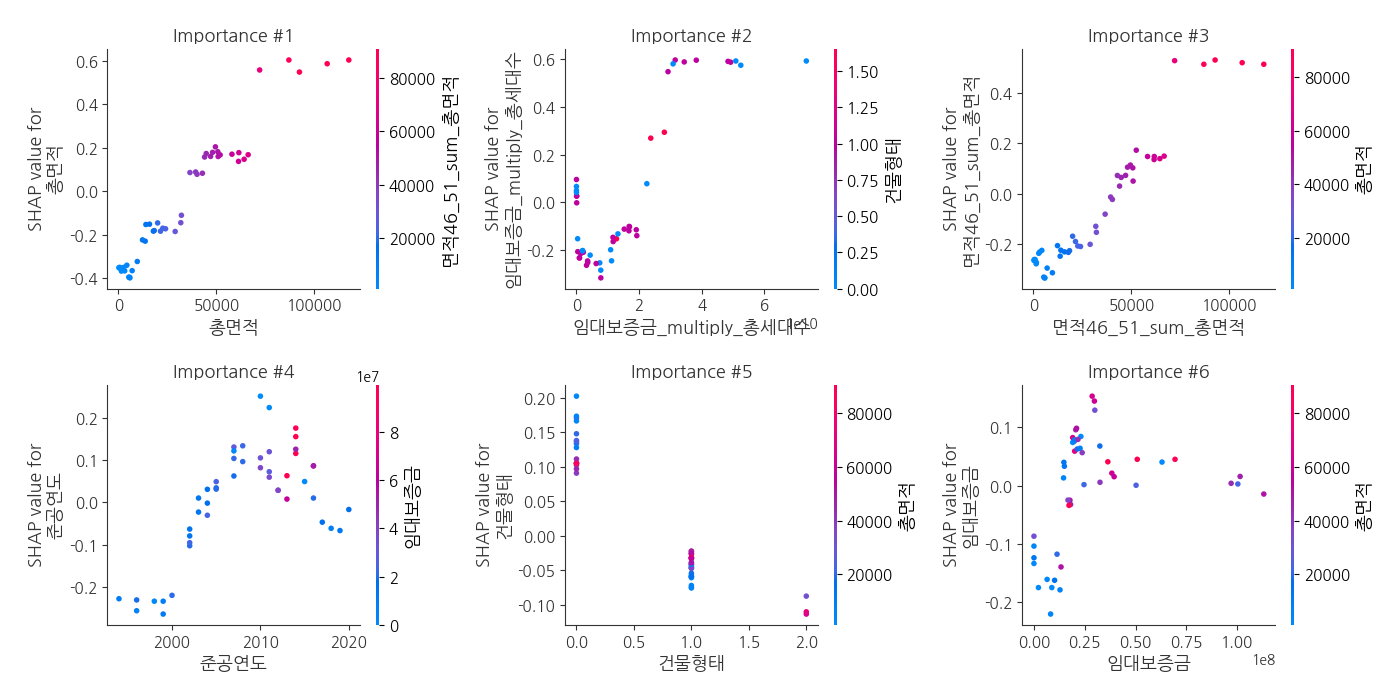 Importance #1
SHAP value for
총면적
0.6
0.4
0.2
0.0
-0.2
-0.4
0
50000
100000
총면적
80000
60000
40000
20000
면적46_51_sum_총면적
Importance #2
SHAP value for
임대보증금_multiply_총세대수
0.6
0.4
0.2
0.0
-0.2
0
2
4
6
1e10
임대보증금_multiply_총세대수
1.50
1.25
1.00
0.75
0.50
0.25
0.00
건물형태
Importance #3
SHAP value for
면적46_51_sum_총면적
0.4
0.2
0.0
-0.2
0
50000
100000
면적46_51_sum_총면적
80000
60000
40000
20000
총면적
Importance #4
SHAP value for
준공연도
0.2
0.1
0.0
-0.1
-0.2
2000
2010
2020
준공연도
1e7
8
6
4
2
0
임대보증금
Importance #5
SHAP value for
건물형태
0.20
0.15
0.10
0.05
0.00
-0.05
-0.10
0.0
0.5
1.0
1.5
2.0
건물형태
80000
60000
40000
20000
총면적
Importance #6
SHAP value for
임대보증금
0.1
0.0
-0.1
-0.2
0.00
0.25
0.50
0.75
1.00
1e8
임대보증금
80000
60000
40000
20000
총면적